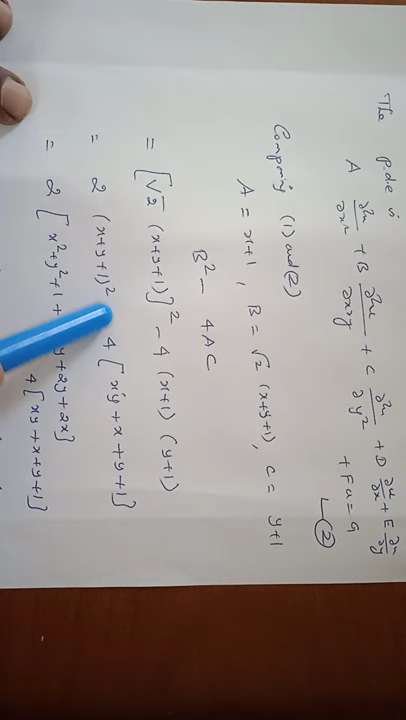 The p.d.e is
A ∂²u/∂x² + B ∂²u/∂x∂y + C ∂²u/∂y² + D ∂u/∂x + E ∂u/∂y
+ Fu = G
(2)
Comparing (1) and (2)
A = x+1 , B = √2 (x+y+1), C = y+1
B² - 4AC
= [√2 (x+y+1)]² - 4 (x+1) (y+1)
= 2 (x+y+1)² 4 [xy + x + y + 1]
= 2 [x² + y² + 1 + y + 2y + 2x]
4 [xy + x + y + 1]